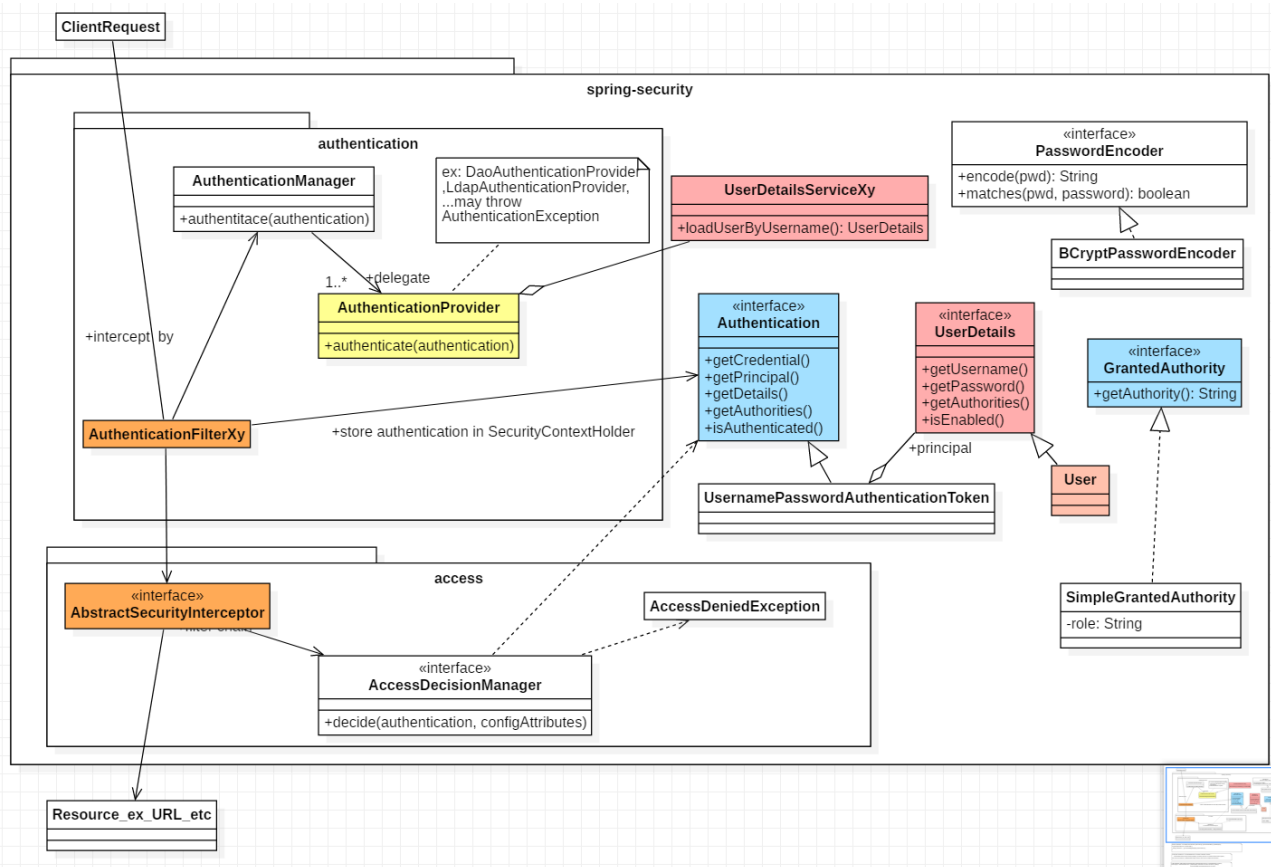 ClientRequest
spring-security
authentication
AuthenticationManager
+authentitace(authentication)
ex: DaoAuthenticationProvider
,LdapAuthenticationProvider,
...may throw
AuthenticationException
UserDetailsServiceXy
+loadUserByUsername(): UserDetails
«interface»
PasswordEncoder
+encode(pwd): String
+matches(pwd, password): boolean
BCryptPasswordEncoder
1..*
+delegate
AuthenticationProvider
+authenticate(authentication)
+intercept by
«interface»
Authentication
+getCredential()
+getPrincipal()
+getDetails()
+getAuthorities()
+isAuthenticated()
«interface»
UserDetails
+getUsername()
+getPassword()
+getAuthorities()
+isEnabled()
«interface»
GrantedAuthority
+getAuthority(): String
AuthenticationFilterXy
+store authentication in SecurityContextHolder
+principal
User
UsernamePasswordAuthenticationToken
access
«interface»
AbstractSecurityInterceptor
AccessDeniedException
SimpleGrantedAuthority
-role: String
«interface»
AccessDecisionManager
+decide(authentication, configAttributes)
Resource_ex_URL_etc